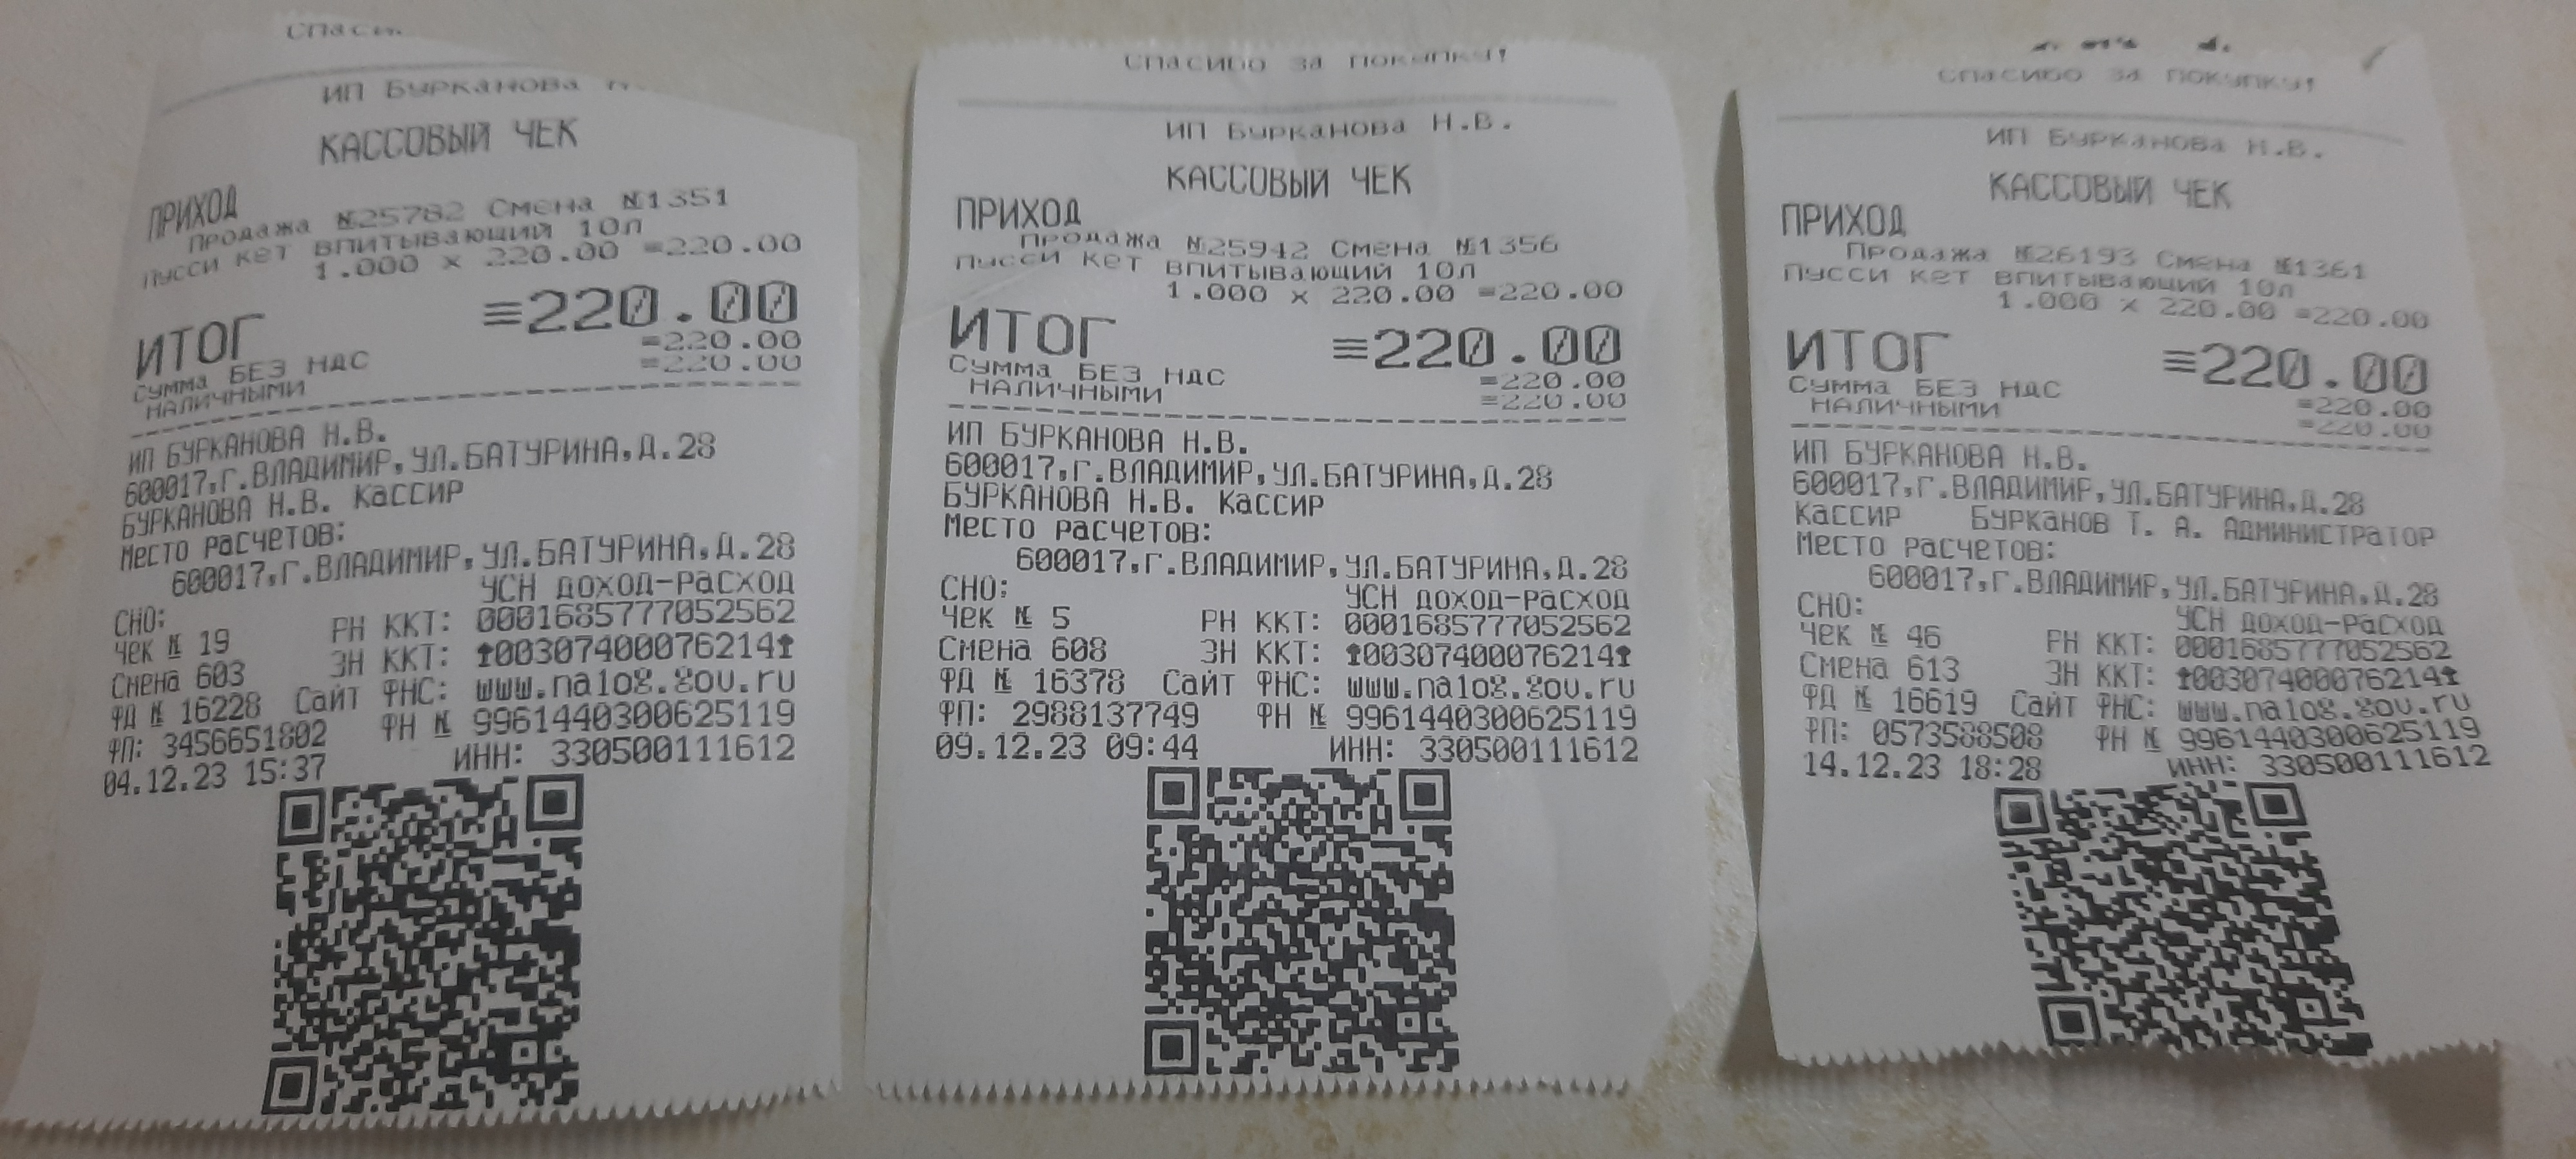 ИП Бурканова
КАССОВЫЙ ЧЕК
ПРИХОД
Продажа №25782 Смена №1351
Пусси кет впитывающий 10л
1.000 x 220.00 =220.00
ИТОГ =220.00
Сумма БЕЗ НДС =220.00
НАЛИЧНЫМИ =220.00
ИП БУРКАНОВА Н.В.
600017,Г.ВЛАДИМИР,УЛ.БАТУРИНА,Д.28
БУРКАНОВА Н.В. Кассир
Место расчетов:
600017,Г.ВЛАДИМИР,УЛ.БАТУРИНА,Д.28
СНО: УСН доход-расход
Чек № 19 РН ККТ: 0001685777052562
Смена 603 ЗН ККТ: 00307400076214
ФД № 16228 Сайт ФНС: www.nalog.gov.ru
ФП: 3456651802 ФН № 9961440300625119
04.12.23 15:37 ИНН: 330500111612
Спасибо за покупку!
ИП Бурканова Н.В.
КАССОВЫЙ ЧЕК
ПРИХОД
Продажа №25942 Смена №1356
Пусси кет впитывающий 10л
1.000 x 220.00 =220.00
ИТОГ =220.00
Сумма БЕЗ НДС =220.00
НАЛИЧНЫМИ =220.00
ИП БУРКАНОВА Н.В.
600017,Г.ВЛАДИМИР,УЛ.БАТУРИНА,Д.28
БУРКАНОВА Н.В. Кассир
Место расчетов:
600017,Г.ВЛАДИМИР,УЛ.БАТУРИНА,Д.28
СНО: УСН доход-расход
Чек № 5 РН ККТ: 0001685777052562
Смена 608 ЗН ККТ: 00307400076214
ФД № 16378 Сайт ФНС: www.nalog.gov.ru
ФП: 2988137749 ФН № 9961440300625119
09.12.23 09:44 ИНН: 330500111612
Спасибо за покупку!
ИП Бурканова Н.В.
КАССОВЫЙ ЧЕК
ПРИХОД
Продажа №26193 Смена №1361
Пусси кет впитывающий 10л
1.000 x 220.00 =220.00
ИТОГ =220.00
Сумма БЕЗ НДС =220.00
НАЛИЧНЫМИ =220.00
ИП БУРКАНОВА Н.В.
600017,Г.ВЛАДИМИР,УЛ.БАТУРИНА,Д.28
Кассир Бурканов Т. А. Администратор
Место расчетов:
600017,Г.ВЛАДИМИР,УЛ.БАТУРИНА,Д.28
СНО: УСН доход-расход
Чек № 46 РН ККТ: 0001685777052562
Смена 613 ЗН ККТ: 00307400076214
ФД № 16619 Сайт ФНС: www.nalog.gov.ru
ФП: 0573588508 ФН № 9961440300625119
14.12.23 18:28 ИНН: 330500111612